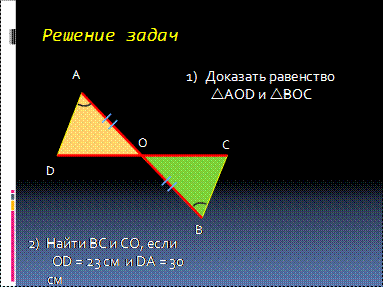 Решение задач
A
1) Доказать равенство
△AOD и △BOC
O
C
D
B
2) Найти BC и CO, если
OD = 23 см и DA = 30
см